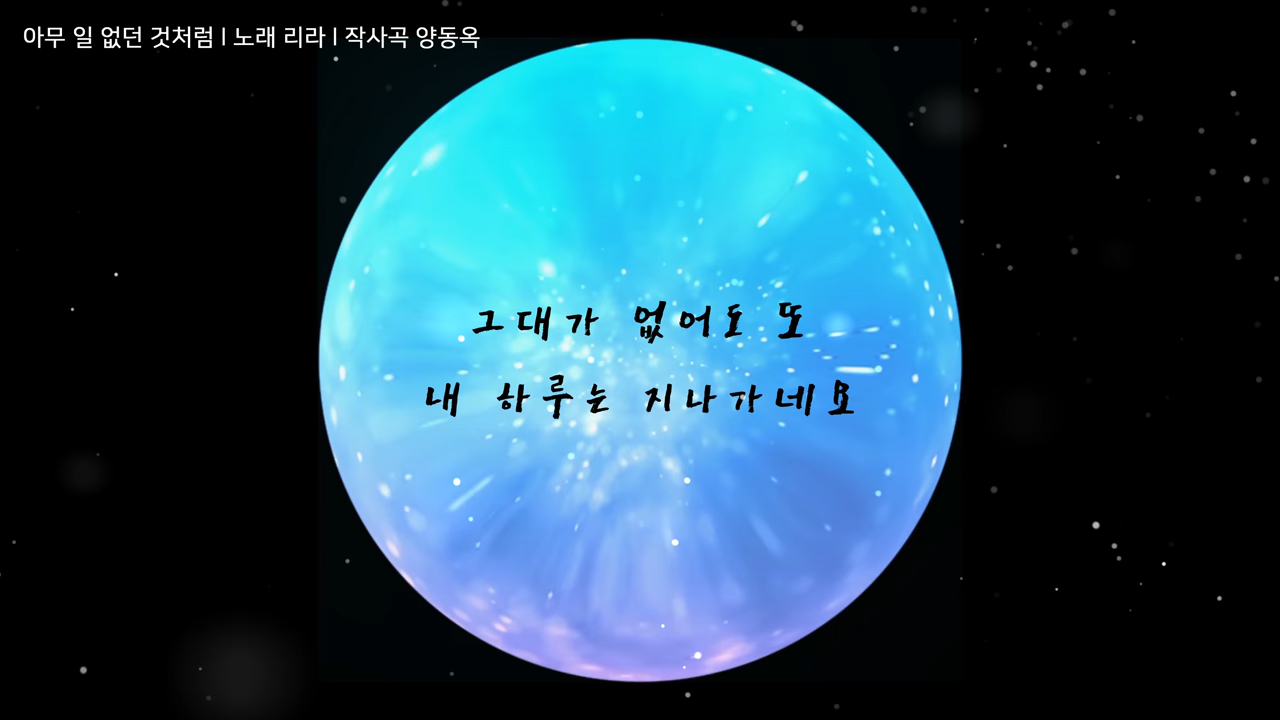 아무 일 없던 것처럼 I 노래 리라 I 작사곡 양동옥
그대가 없어도 또
내 하루는 지나가네요